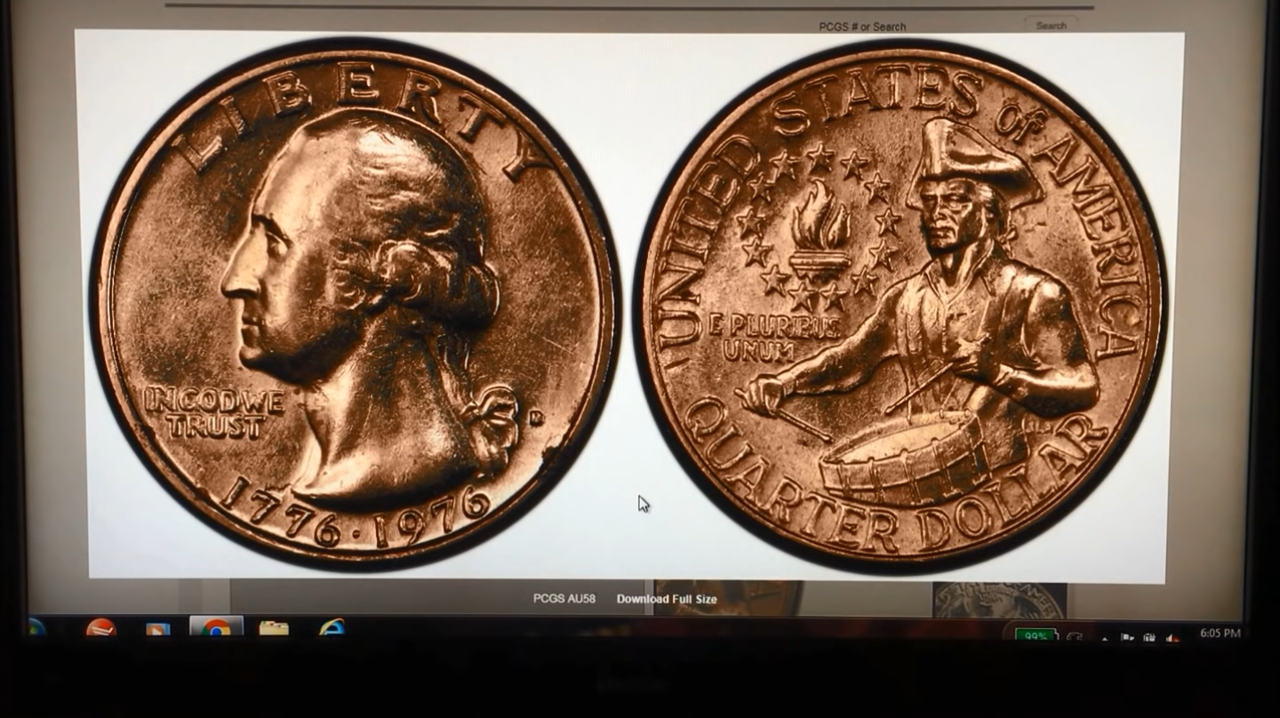 PCGS # or Search
Search
LIBERTY
IN GOD WE
TRUST
D
1776·1976
UNITED STATES of AMERICA
E PLURIBUS
UNUM
QUARTER DOLLAR
PCGS AU58
Download Full Size
99%
6:05 PM